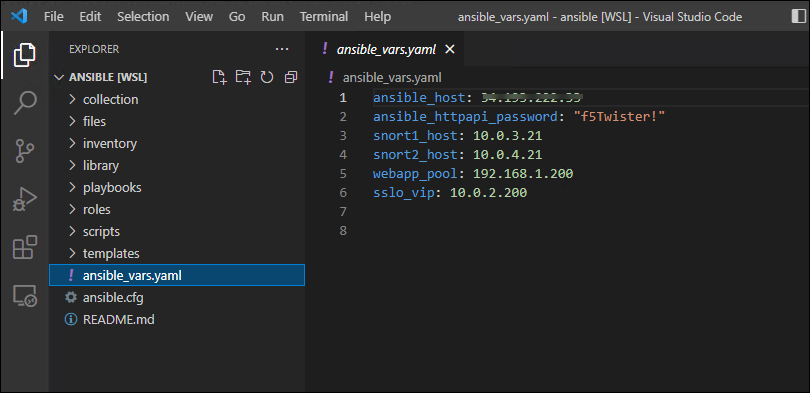 File Edit Selection View Go Run Terminal Help ansible_vars.yaml - ansible [WSL] - Visual Studio Code
EXPLORER
ANSIBLE [WSL]
collection
files
inventory
library
playbooks
roles
scripts
templates
! ansible_vars.yaml
ansible.cfg
README.md
! ansible_vars.yaml
! ansible_vars.yaml
1 ansible_host:
2 ansible_httpapi_password: "f5Twister!"
3 snort1_host: 10.0.3.21
4 snort2_host: 10.0.4.21
5 webapp_pool: 192.168.1.200
6 sslo_vip: 10.0.2.200
7
8